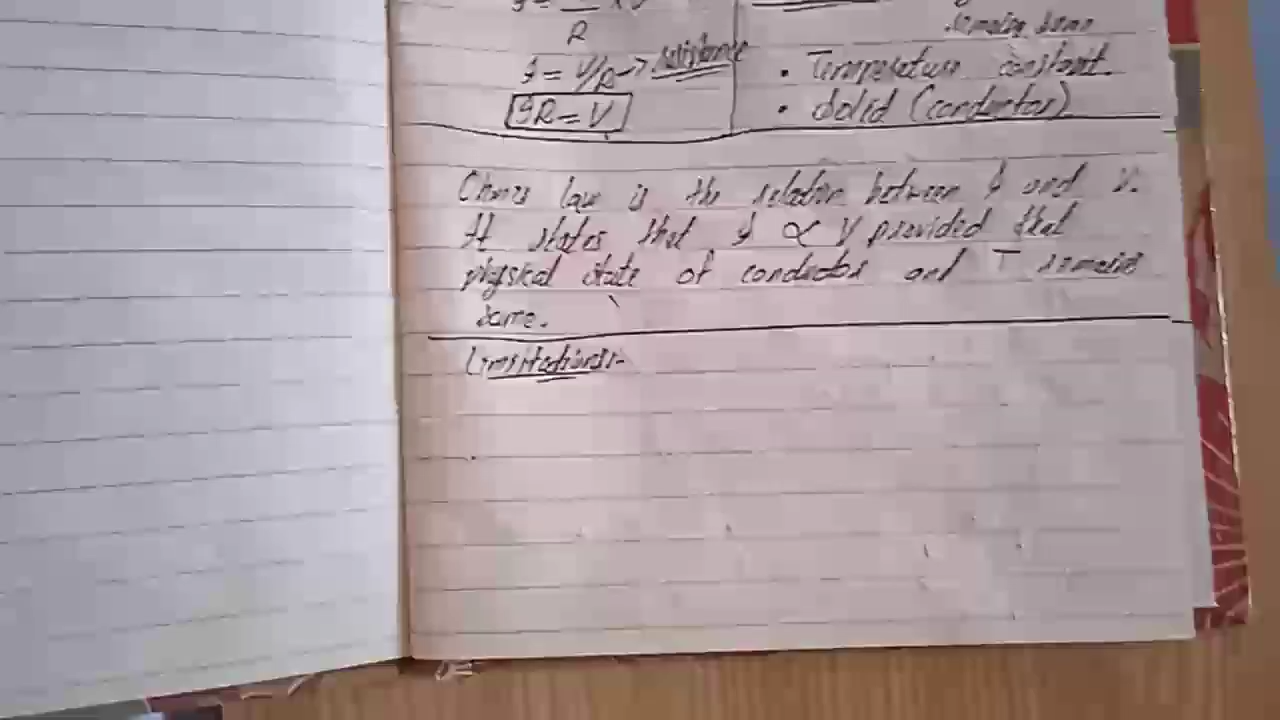 R
I = V/R → resistance
IR = V
remains same
• Temperature constant.
• Solid (conductor)
Ohms law is the relation between I and V.
It states that I ∝ V provided that
physical state of conductor and T remains
same.
Limitations:-